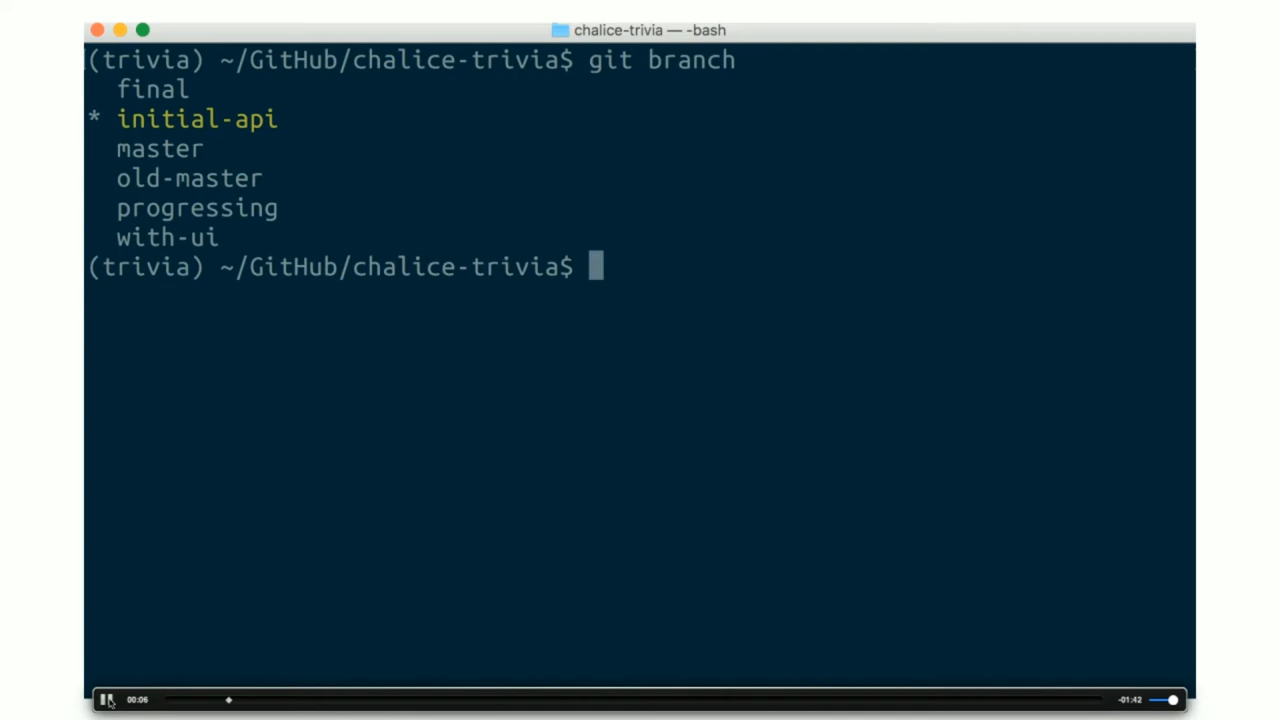 chalice-trivia — -bash
(trivia) ~/GitHub/chalice-trivia$ git branch
final
* initial-api
master
old-master
progressing
with-ui
(trivia) ~/GitHub/chalice-trivia$
00:06
-01:42